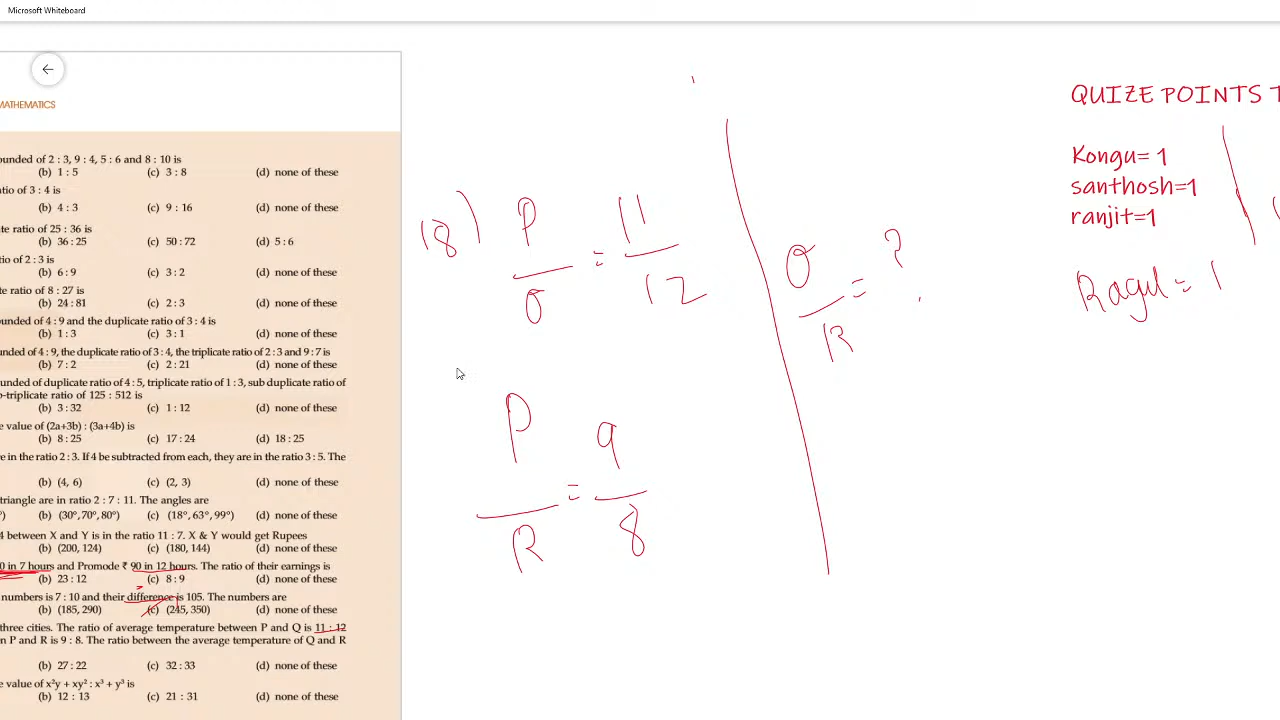 Microsoft Whiteboard
MATHEMATICS
ounded of 2 : 3, 9 : 4, 5 : 6 and 8 : 10 is
(b) 1 : 5 (c) 3 : 8 (d) none of these
atio of 3 : 4 is
(b) 4 : 3 (c) 9 : 16 (d) none of these
te ratio of 25 : 36 is
(b) 36 : 25 (c) 50 : 72 (d) 5 : 6
tio of 2 : 3 is
(b) 6 : 9 (c) 3 : 2 (d) none of these
te ratio of 8 : 27 is
(b) 24 : 81 (c) 2 : 3 (d) none of these
ounded of 4 : 9 and the duplicate ratio of 3 : 4 is
(b) 1 : 3 (c) 3 : 1 (d) none of these
unded of 4 : 9, the duplicate ratio of 3 : 4, the triplicate ratio of 2 : 3 and 9 : 7 is
(b) 7 : 2 (c) 2 : 21 (d) none of these
unded of duplicate ratio of 4 : 5, triplicate ratio of 1 : 3, sub duplicate ratio of
b-triplicate ratio of 125 : 512 is
(b) 3 : 32 (c) 1 : 12 (d) none of these
e value of (2a+3b) : (3a+4b) is
(b) 8 : 25 (c) 17 : 24 (d) 18 : 25
re in the ratio 2 : 3. If 4 be subtracted from each, they are in the ratio 3 : 5. The
(b) (4, 6) (c) (2, 3) (d) none of these
triangle are in ratio 2 : 7 : 11. The angles are
°) (b) (30°, 70°, 80°) (c) (18°, 63°, 99°) (d) none of these
4 between X and Y is in the ratio 11 : 7. X & Y would get Rupees
(b) (200, 124) (c) (180, 144) (d) none of these
0 in 7 hours and Promode ₹ 90 in 12 hours. The ratio of their earnings is
(b) 23 : 12 (c) 8 : 9 (d) none of these
numbers is 7 : 10 and their difference is 105. The numbers are
(b) (185, 290) (c) (245, 350) (d) none of these
three cities. The ratio of average temperature between P and Q is 11 : 12
n P and R is 9 : 8. The ratio between the average temperature of Q and R
(b) 27 : 22 (c) 32 : 33 (d) none of these
e value of x²y + xy² : x³ + y³ is
(b) 12 : 13 (c) 21 : 31 (d) none of these
18) P/Q = 11/12
P/R = 9/8
Q/R = ?
QUIZE POINTS T
Kongu= 1
santhosh=1
ranjit=1
Ragul = 1